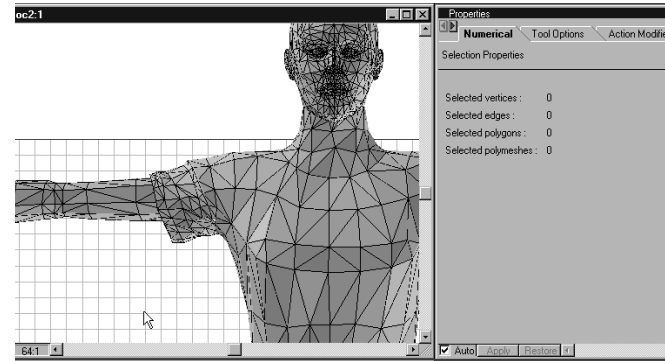 oc2:1
Properties
Numerical
Tool Options
Action Modifie
Selection Properties
Selected vertices : 0
Selected edges : 0
Selected polygons : 0
Selected polymeshes : 0
64:1
Auto Apply Restore